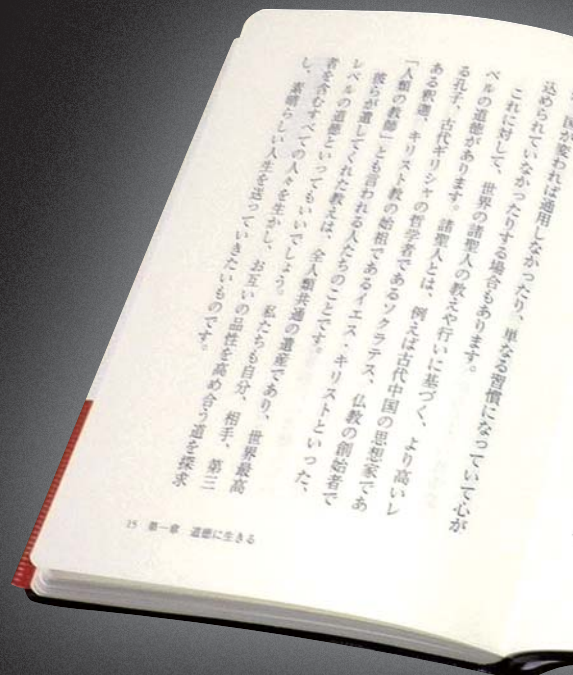 国が変われば通用しなかったり、単なる習慣になっていて心が
込められていなかったりする場合もあります。
これに対して、世界の諸聖人の教えや行いに基づく、より高いレ
ベルの道徳があります。諸聖人とは、例えば古代中国の思想家であ
る孔子、古代ギリシャの哲学者であるソクラテス、仏教の創始者で
ある釈迦、キリスト教の始祖であるイエス・キリストといった、
「人類の教師」とも言われる人たちのことです。
彼らが遺してくれた教えは、全人類共通の遺産であり、世界最高
レベルの道徳といってもいいでしょう。私たちも自分、相手、第三
者を含むすべての人々を生かし、お互いの品性を高め合う道を探求
し、素晴らしい人生を送っていきたいものです。
15 第一章 道徳に生きる